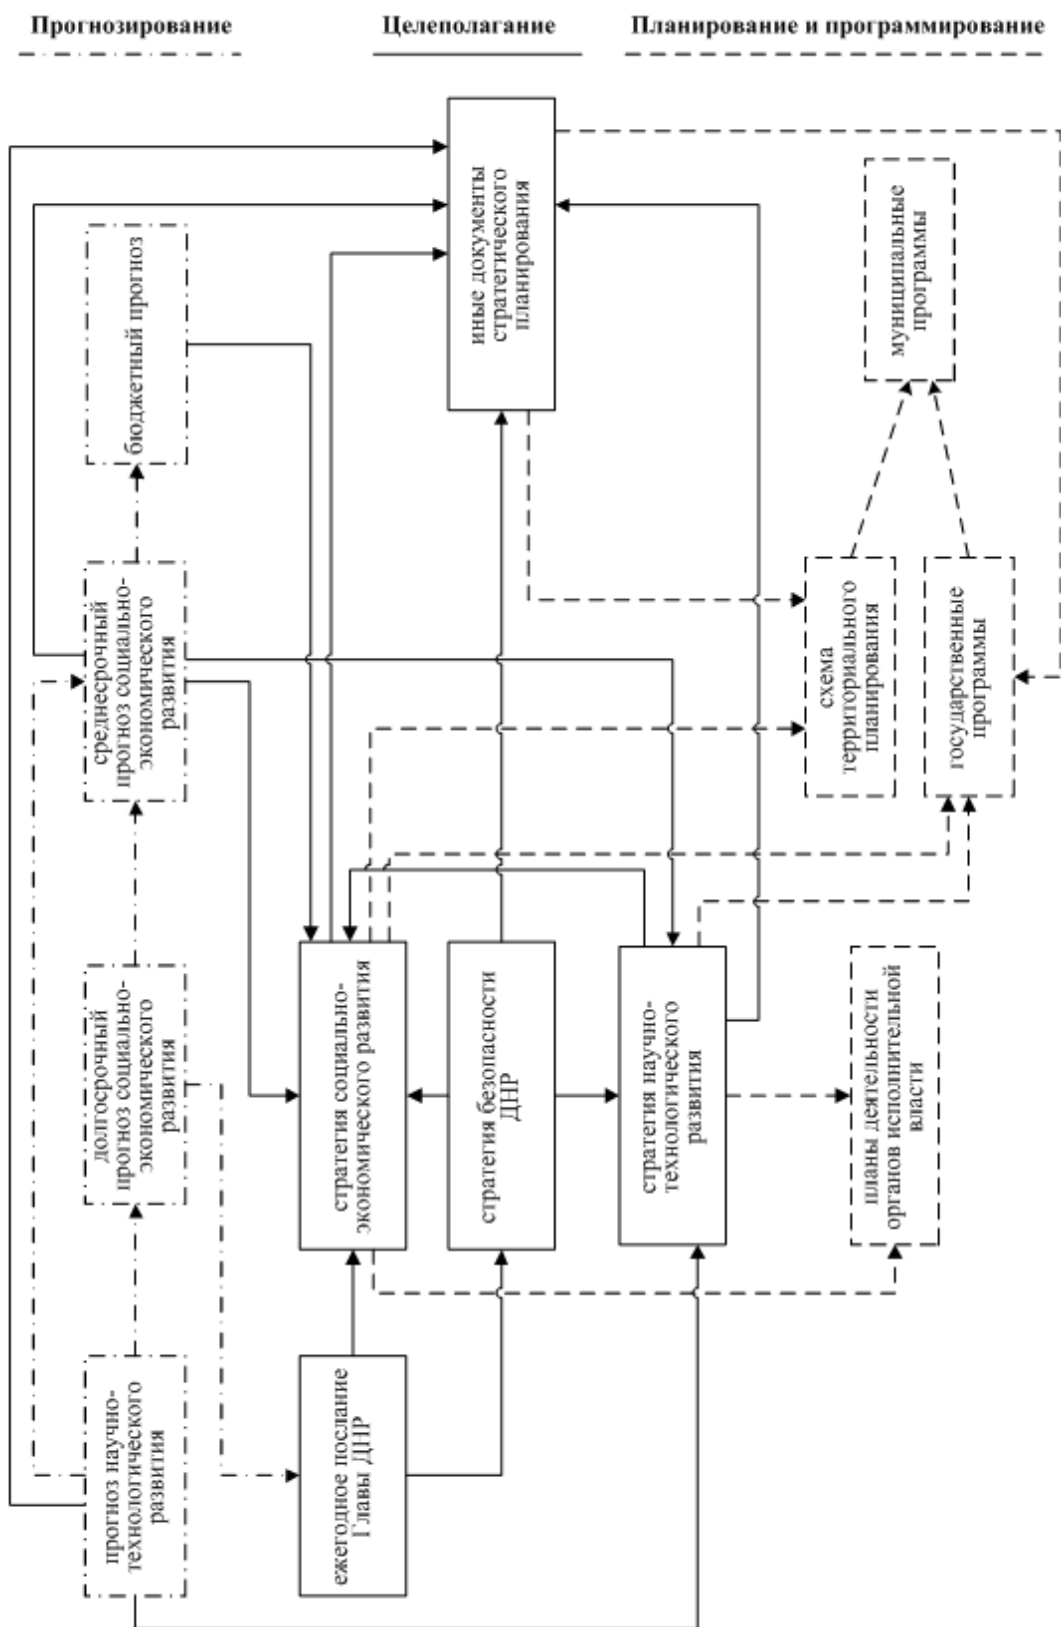 Прогнозирование
Целеполагание
Планирование и программирование
прогноз научно-
технологического
развития
долгосрочный
прогноз социально-
экономического
развития
среднесрочный
прогноз социально-
экономического
развития
бюджетный прогноз
ежегодное послание
Главы ДНР
стратегия социально-
экономического развития
стратегия безопасности
ДНР
стратегия научно-
технологического
развития
иные документы
стратегического
планирования
планы деятельности
органов исполнительной
власти
схема
территориального
планирования
государственные
программы
муниципальные
программы